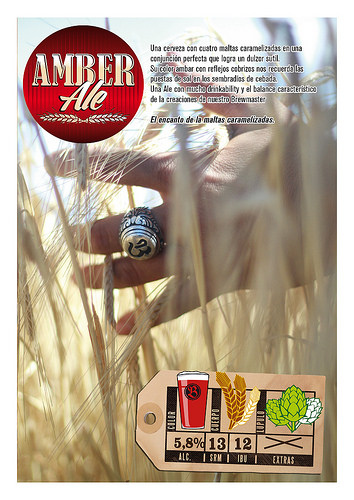 AMBER
Ale
Una cerveza con cuatro maltas caramelizadas en una
conjunción perfecta que logra un dulzor sutil.
Su color ambar con reflejos cobrizos nos recuerda las
puestas de sol en los sembradíos de cebada.
Una Ale con mucho drinkability y el balance característico
de la creaciones de nuestro Brewmaster.
El encanto de la maltas caramelizadas.
COLOR
CUERPO
LUPULO
5,8% 13 12
ALC. SRM IBU EXTRAS